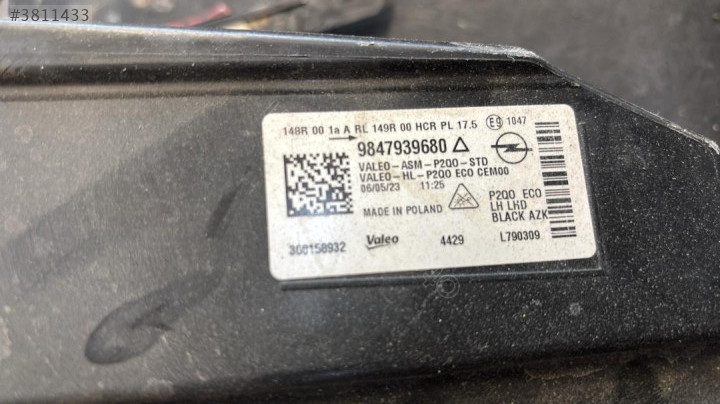 #3811433
148R 00 1a A RL 149R 00 HCR PL 17.5 E9 1047
9847939680
VALEO-ASM-P2QO-STD
VALEO-HL-P2QO ECO CEM00
06/05/23 11:25
P2QO ECO
LH LHD
BLACK AZK
MADE IN POLAND
300158932 Valeo 4429 L790309